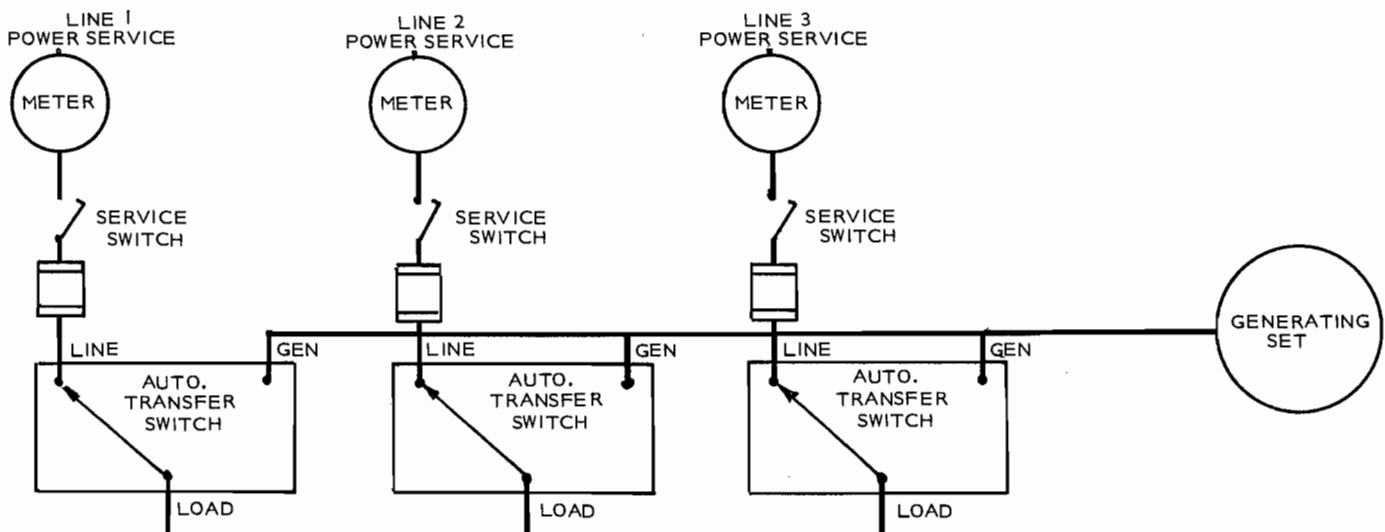 LINE 1
POWER SERVICE
METER
SERVICE
SWITCH
LINE
GEN
AUTO.
TRANSFER
SWITCH
LOAD
LINE 2
POWER SERVICE
METER
SERVICE
SWITCH
LINE
GEN
AUTO.
TRANSFER
SWITCH
LOAD
LINE 3
POWER SERVICE
METER
SERVICE
SWITCH
LINE
GEN
AUTO.
TRANSFER
SWITCH
LOAD
GENERATING
SET